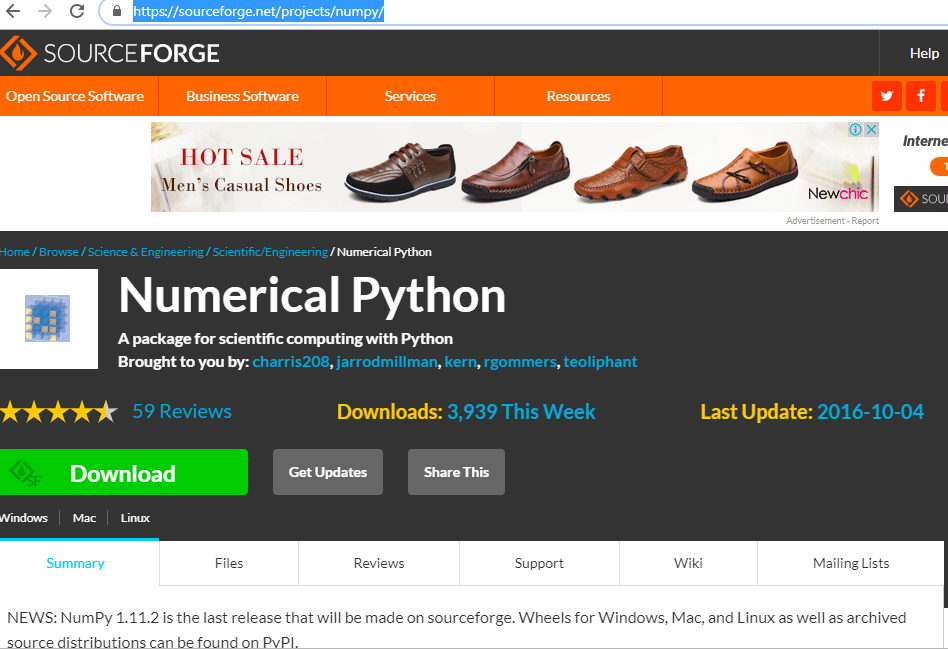 https://sourceforge.net/projects/numpy/
SOURCEFORGE
Help
Open Source Software
Business Software
Services
Resources
HOT SALE
Men's Casual Shoes
Newchic
Advertisement - Report
Home / Browse / Science & Engineering / Scientific/Engineering / Numerical Python
Numerical Python
A package for scientific computing with Python
Brought to you by: charris208, jarrodmillman, kern, rgommers, teoliphant
59 Reviews
Downloads: 3,939 This Week
Last Update: 2016-10-04
SF
Download
Get Updates
Share This
Windows
Mac
Linux
Summary
Files
Reviews
Support
Wiki
Mailing Lists
NEWS: NumPy 1.11.2 is the last release that will be made on sourceforge. Wheels for Windows, Mac, and Linux as well as archived
source distributions can be found on PyPI.